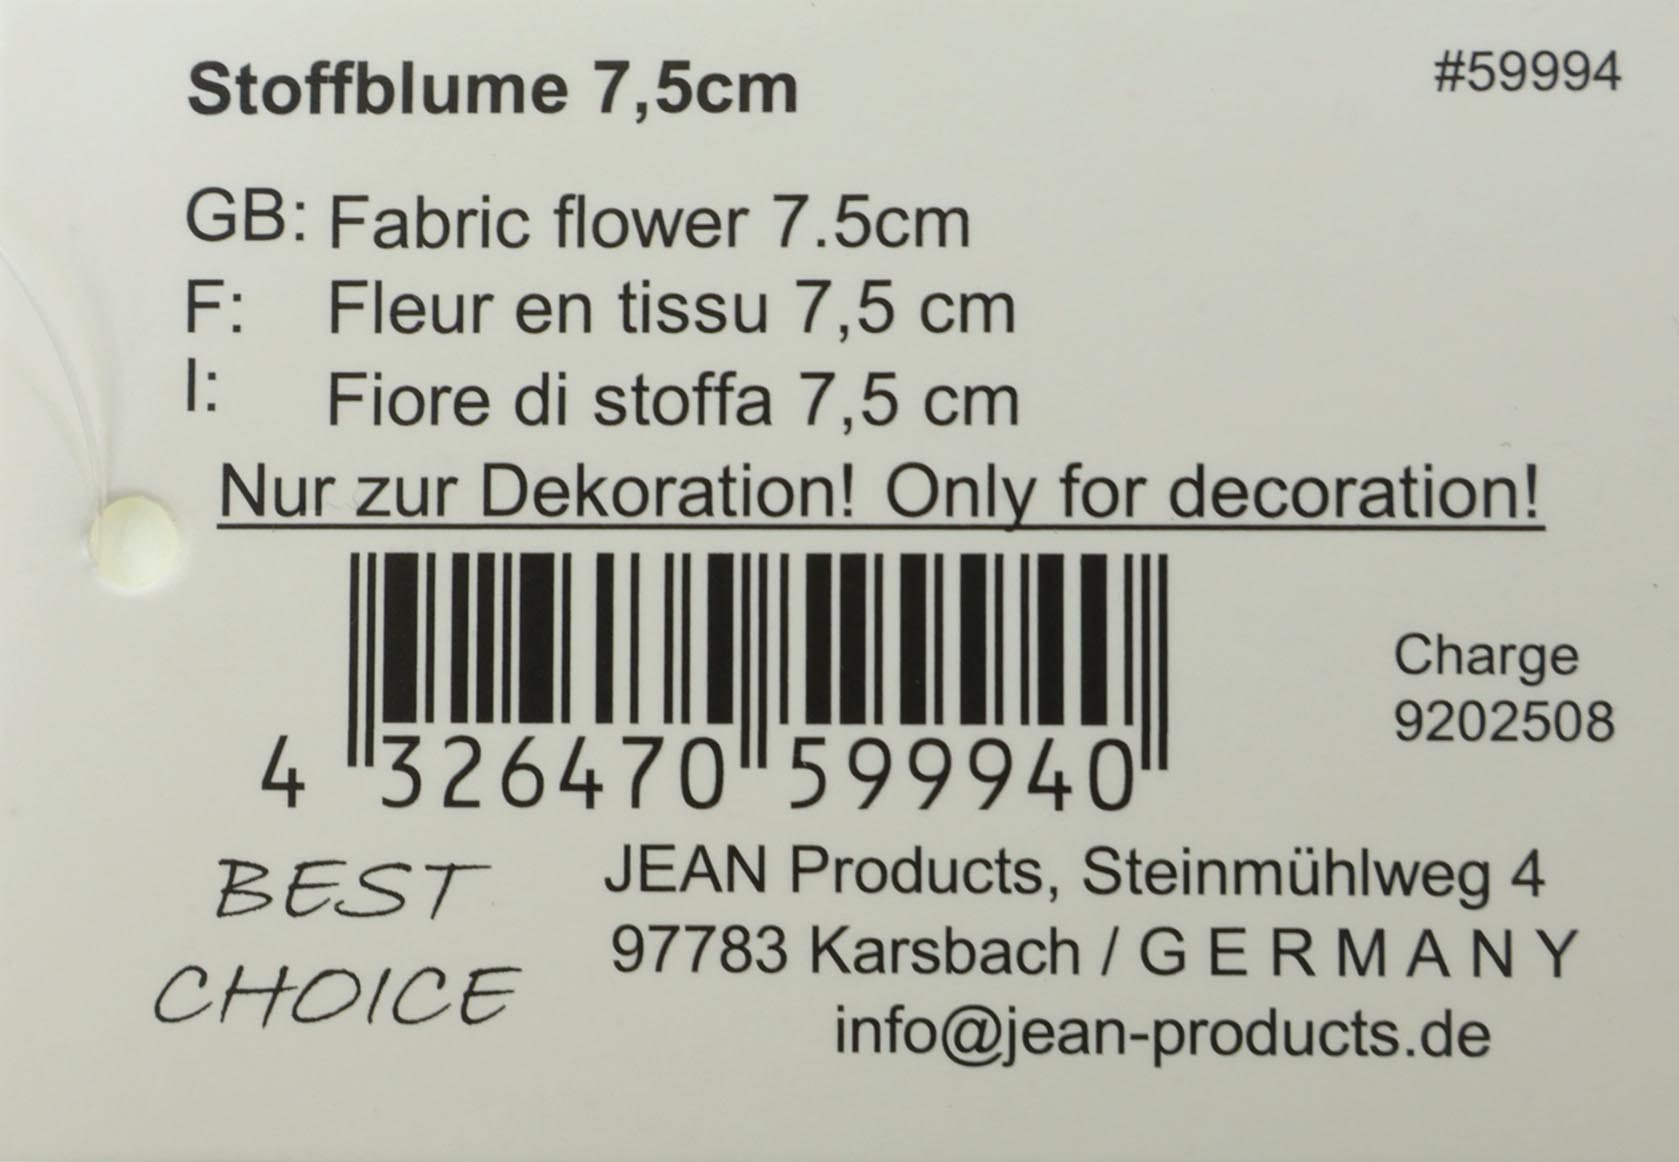 Stoffblume 7,5cm
#59994
GB: Fabric flower 7.5cm
F: Fleur en tissu 7,5 cm
I: Fiore di stoffa 7,5 cm
Nur zur Dekoration! Only for decoration!
Charge
9202508
4 326470 599940
BEST
CHOICE
JEAN Products, Steinmühlweg 4
97783 Karsbach / G E R M A N Y
info@jean-products.de